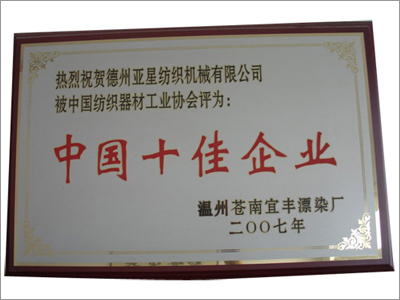 热烈祝贺德州亚星纺织机械有限公司
被中国纺织器材工业协会评为:
中国十佳企业
温州苍南宜丰漂染厂
二〇〇七年